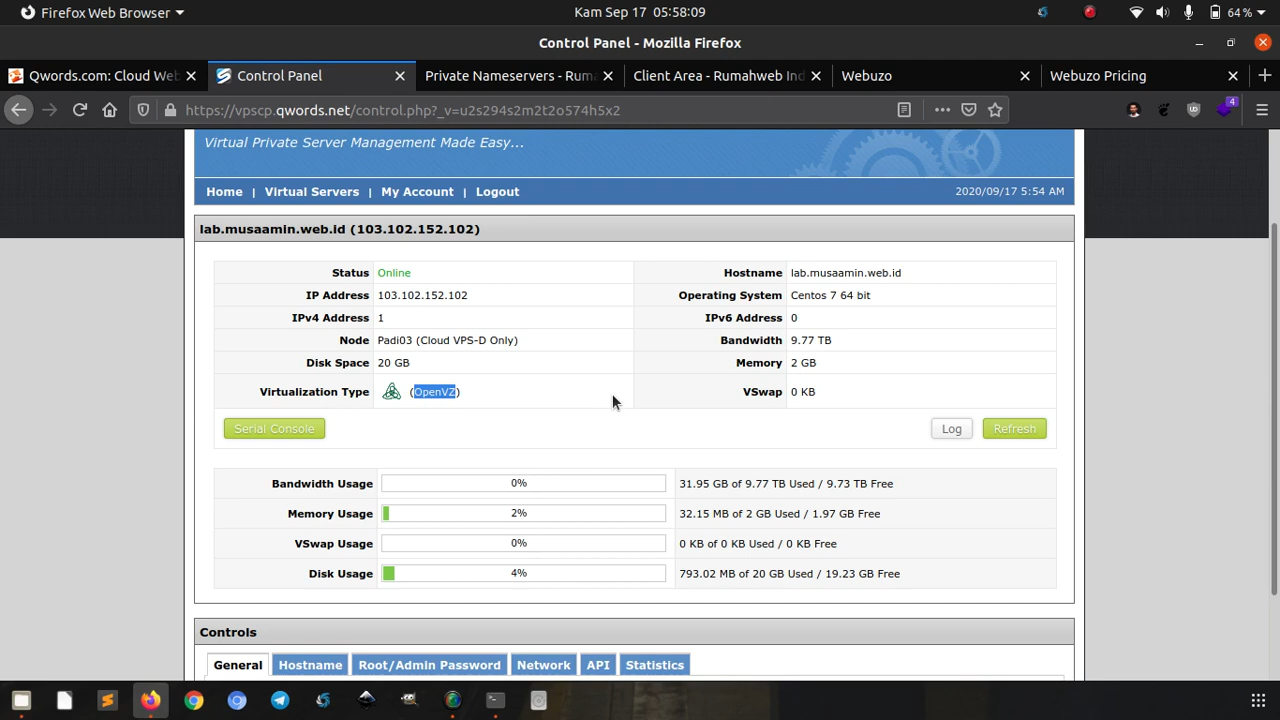 Firefox Web Browser
Kam Sep 17 05:58:09
64 %
Control Panel - Mozilla Firefox
Qwords.com: Cloud Web
Control Panel
Private Nameservers - Ruma
Client Area - Rumahweb Ind
Webuzo
Webuzo Pricing
https://vpscp.qwords.net/control.php?_v=u2s294s2m2t2o574h5x2
4
Virtual Private Server Management Made Easy...
Home | Virtual Servers | My Account | Logout
2020/09/17 5:54 AM
lab.musaamin.web.id (103.102.152.102)
Status Online Hostname lab.musaamin.web.id
IP Address 103.102.152.102 Operating System Centos 7 64 bit
IPv4 Address 1 IPv6 Address 0
Node Padi03 (Cloud VPS-D Only) Bandwidth 9.77 TB
Disk Space 20 GB Memory 2 GB
Virtualization Type (OpenVZ) VSwap 0 KB
Serial Console Log Refresh
Bandwidth Usage 0% 31.95 GB of 9.77 TB Used / 9.73 TB Free
Memory Usage 2% 32.15 MB of 2 GB Used / 1.97 GB Free
VSwap Usage 0% 0 KB of 0 KB Used / 0 KB Free
Disk Usage 4% 793.02 MB of 20 GB Used / 19.23 GB Free
Controls
General Hostname Root/Admin Password Network API Statistics